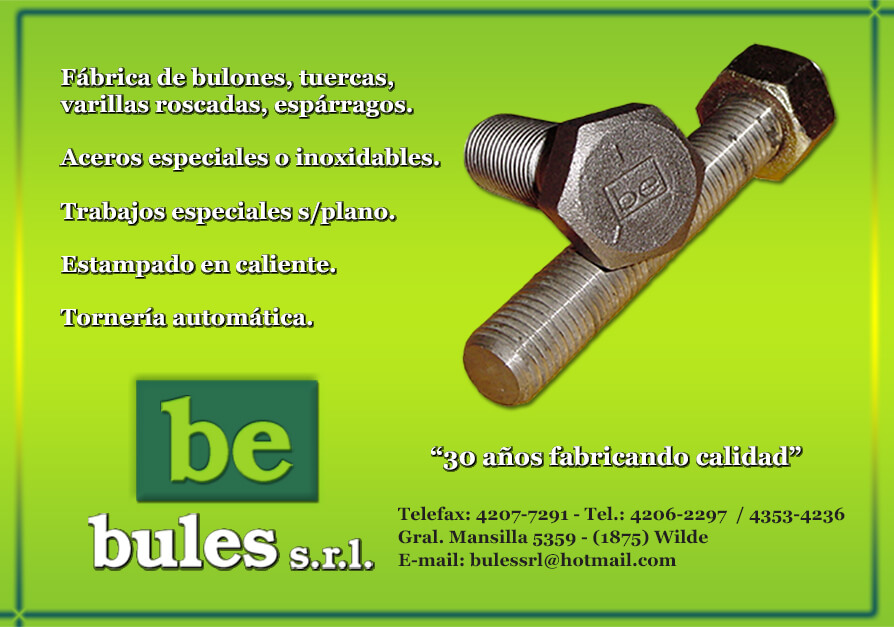 Fábrica de bulones, tuercas,
varillas roscadas, espárragos.
Aceros especiales o inoxidables.
Trabajos especiales s/plano.
Estampado en caliente.
Tornería automática.
be
be
bules s.r.l.
“30 años fabricando calidad”
Telefax: 4207-7291 - Tel.: 4206-2297 / 4353-4236
Gral. Mansilla 5359 - (1875) Wilde
E-mail: bulessrl@hotmail.com